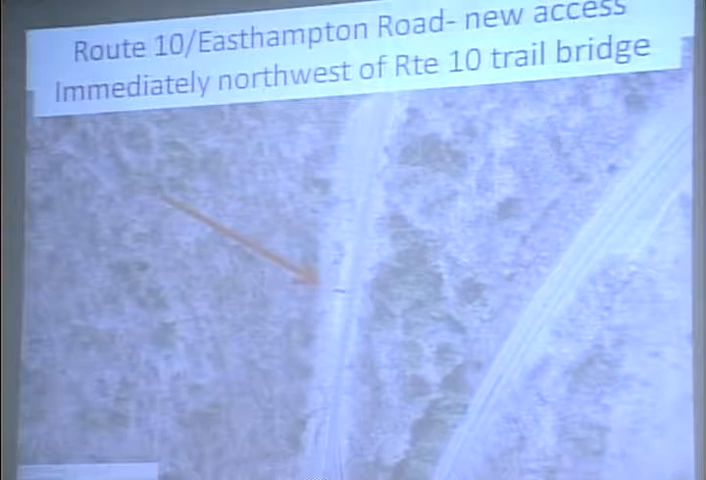 Route 10/Easthampton Road- new access
Immediately northwest of Rte 10 trail bridge